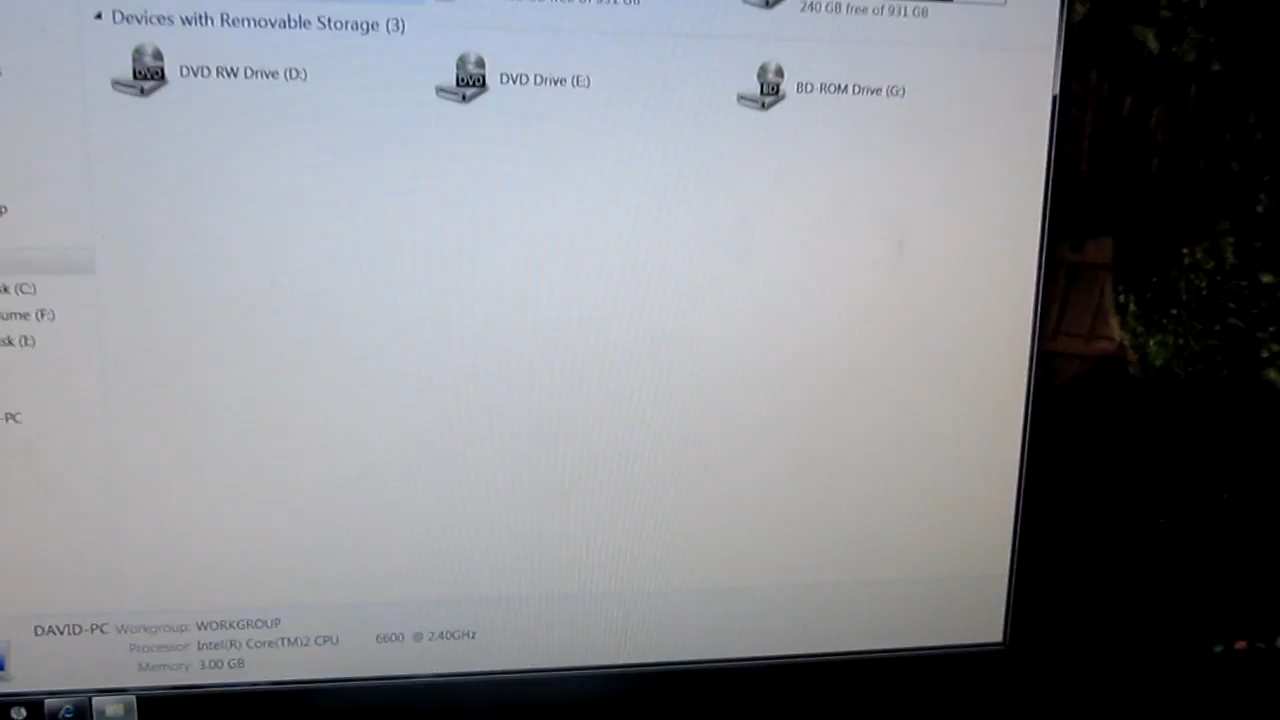 240 GB free of 931 GB
Devices with Removable Storage (3)
DVD RW Drive (D:)
DVD Drive (E:)
BD-ROM Drive (G:)
k (C:)
ume (F:)
sk (I:)
-PC
DAVID-PC Workgroup: WORKGROUP
Processor: Intel(R) Core(TM)2 CPU 6600 @ 2.40GHz
Memory: 3.00 GB